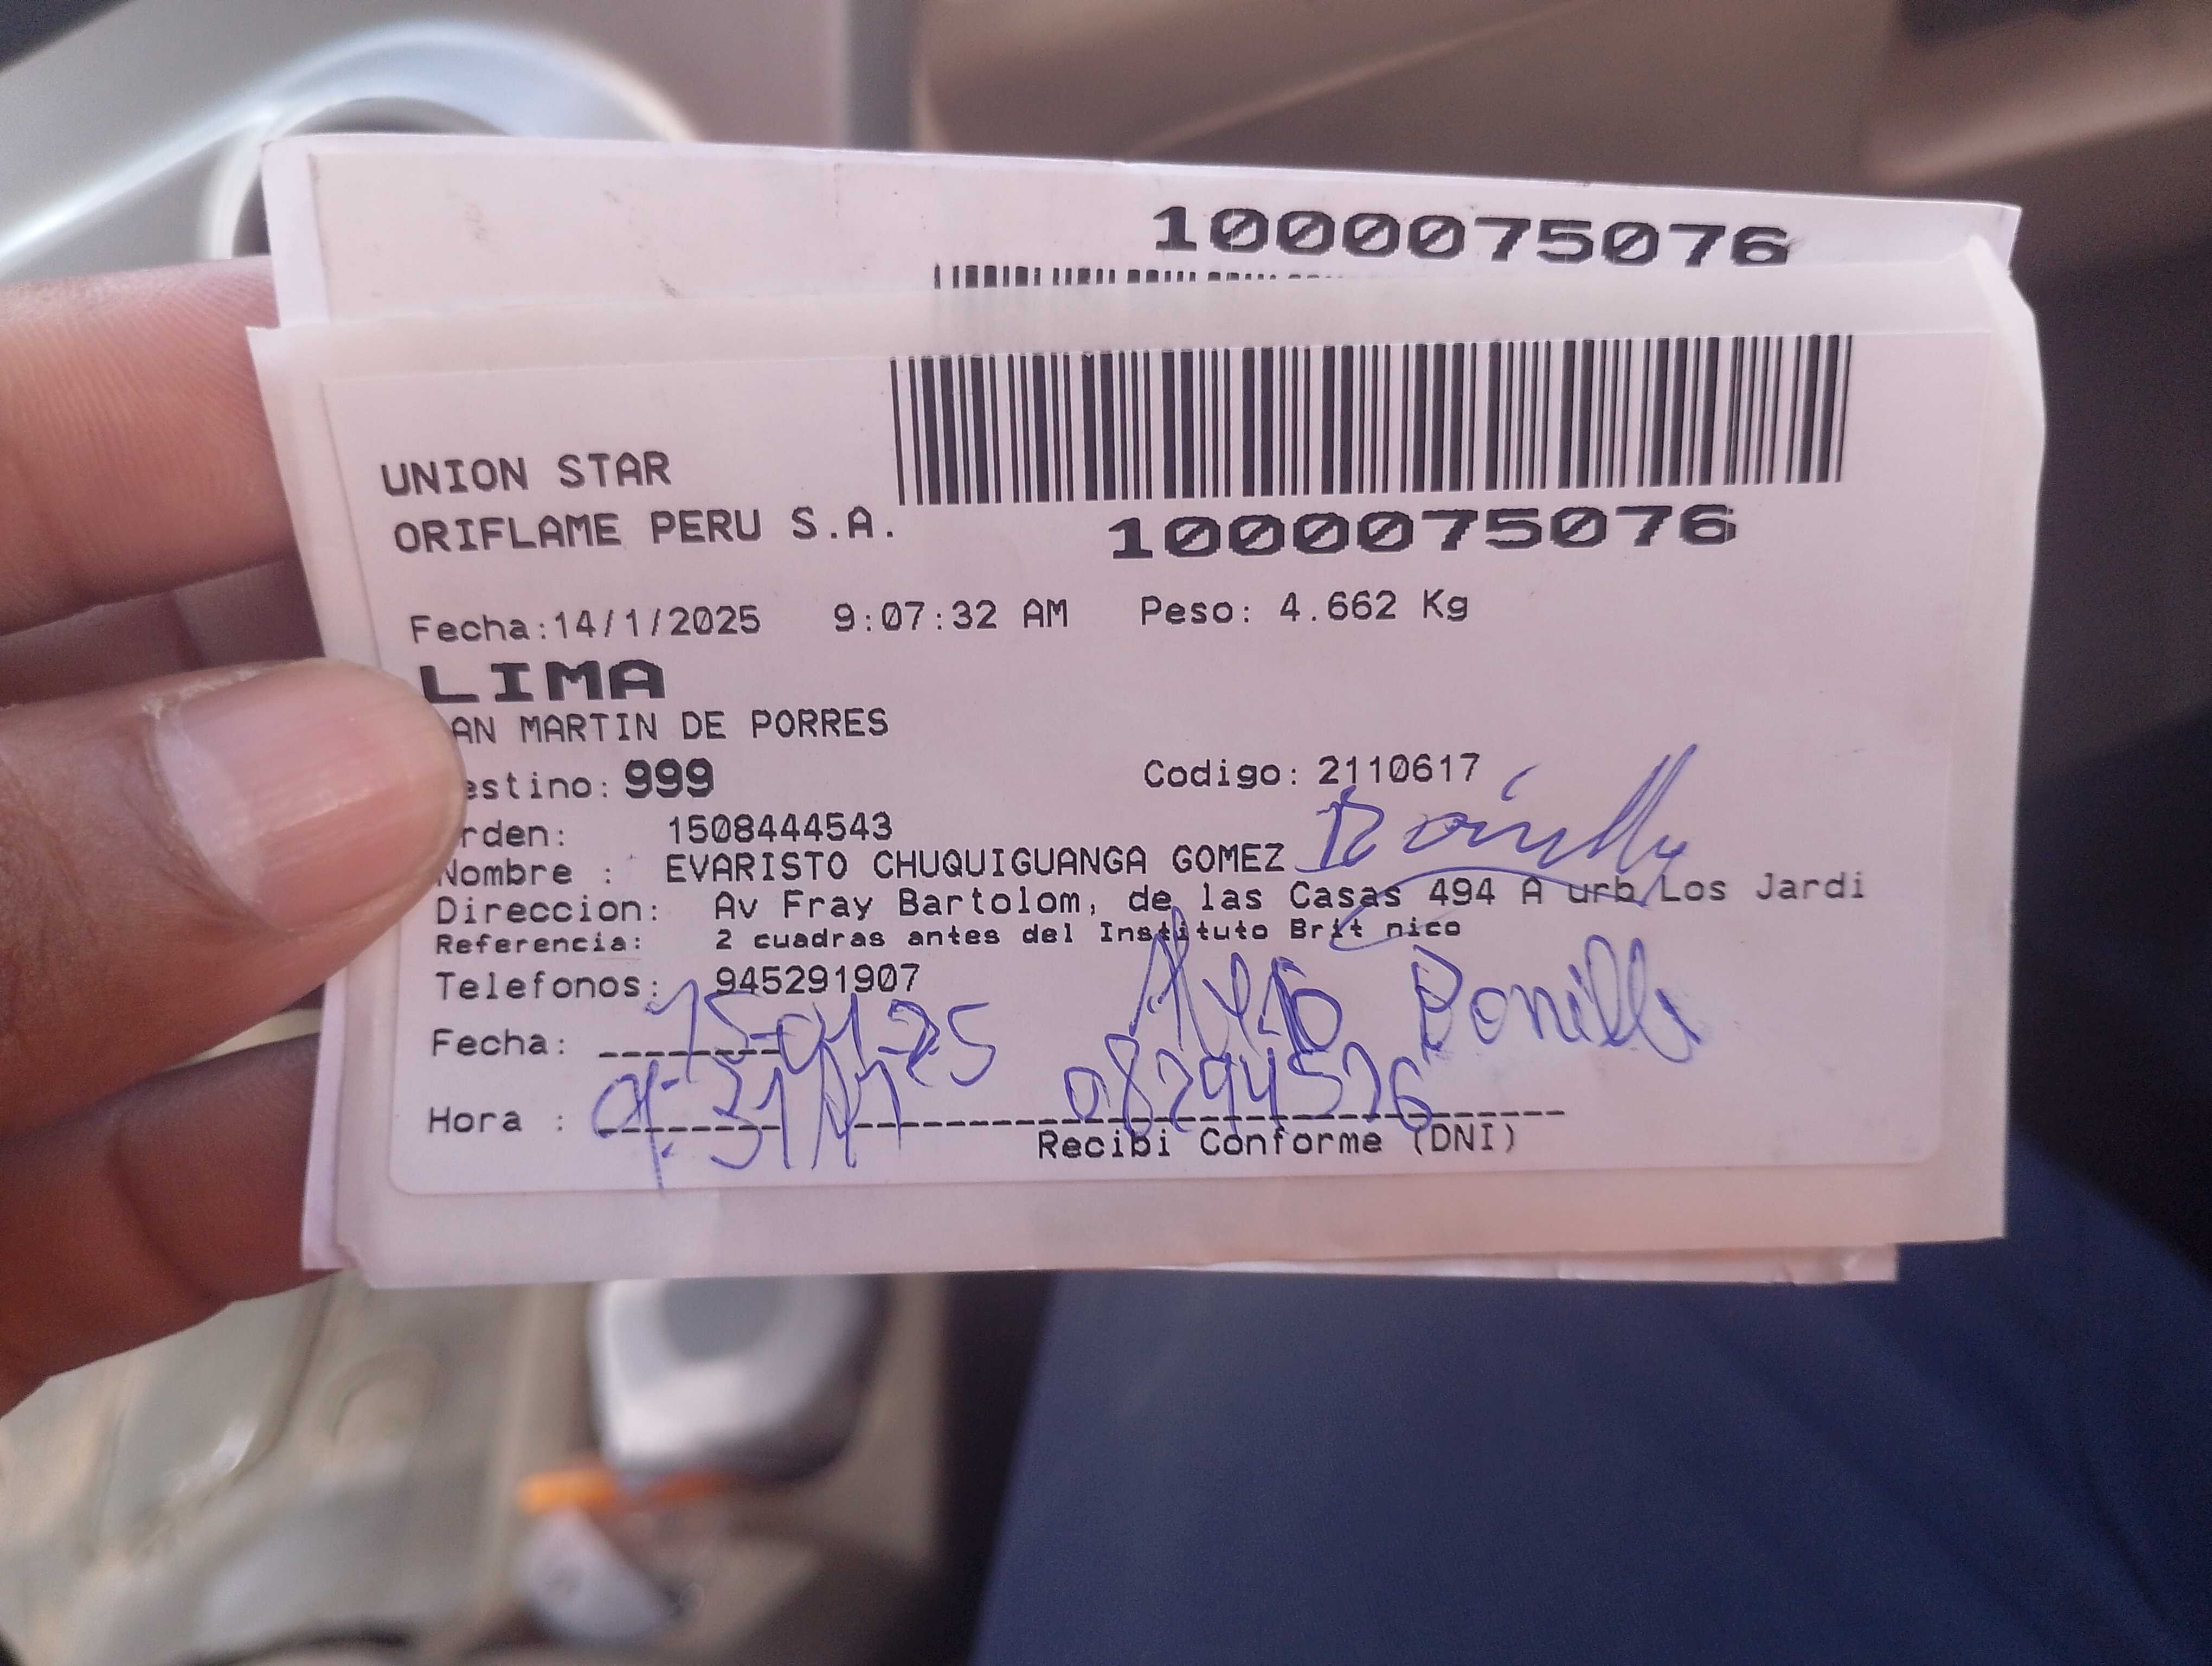 1000075076
UNION STAR
ORIFLAME PERU S.A.
1000075076
Fecha:14/1/2025 9:07:32 AM Peso: 4.662 Kg
LIMA
AN MARTIN DE PORRES
estino: 999 Codigo: 2110617
rden: 1508444543
Nombre : EVARISTO CHUQUIGUANGA GOMEZ
Direccion: Av Fray Bartolom, de las Casas 494 A urb Los Jardi
Referencia: 2 cuadras antes del Instituto Brit nico
Telefonos: 945291907
Fecha: 15-01-25 Bonilla
Hora : 08294526
Recibi Conforme (DNI)